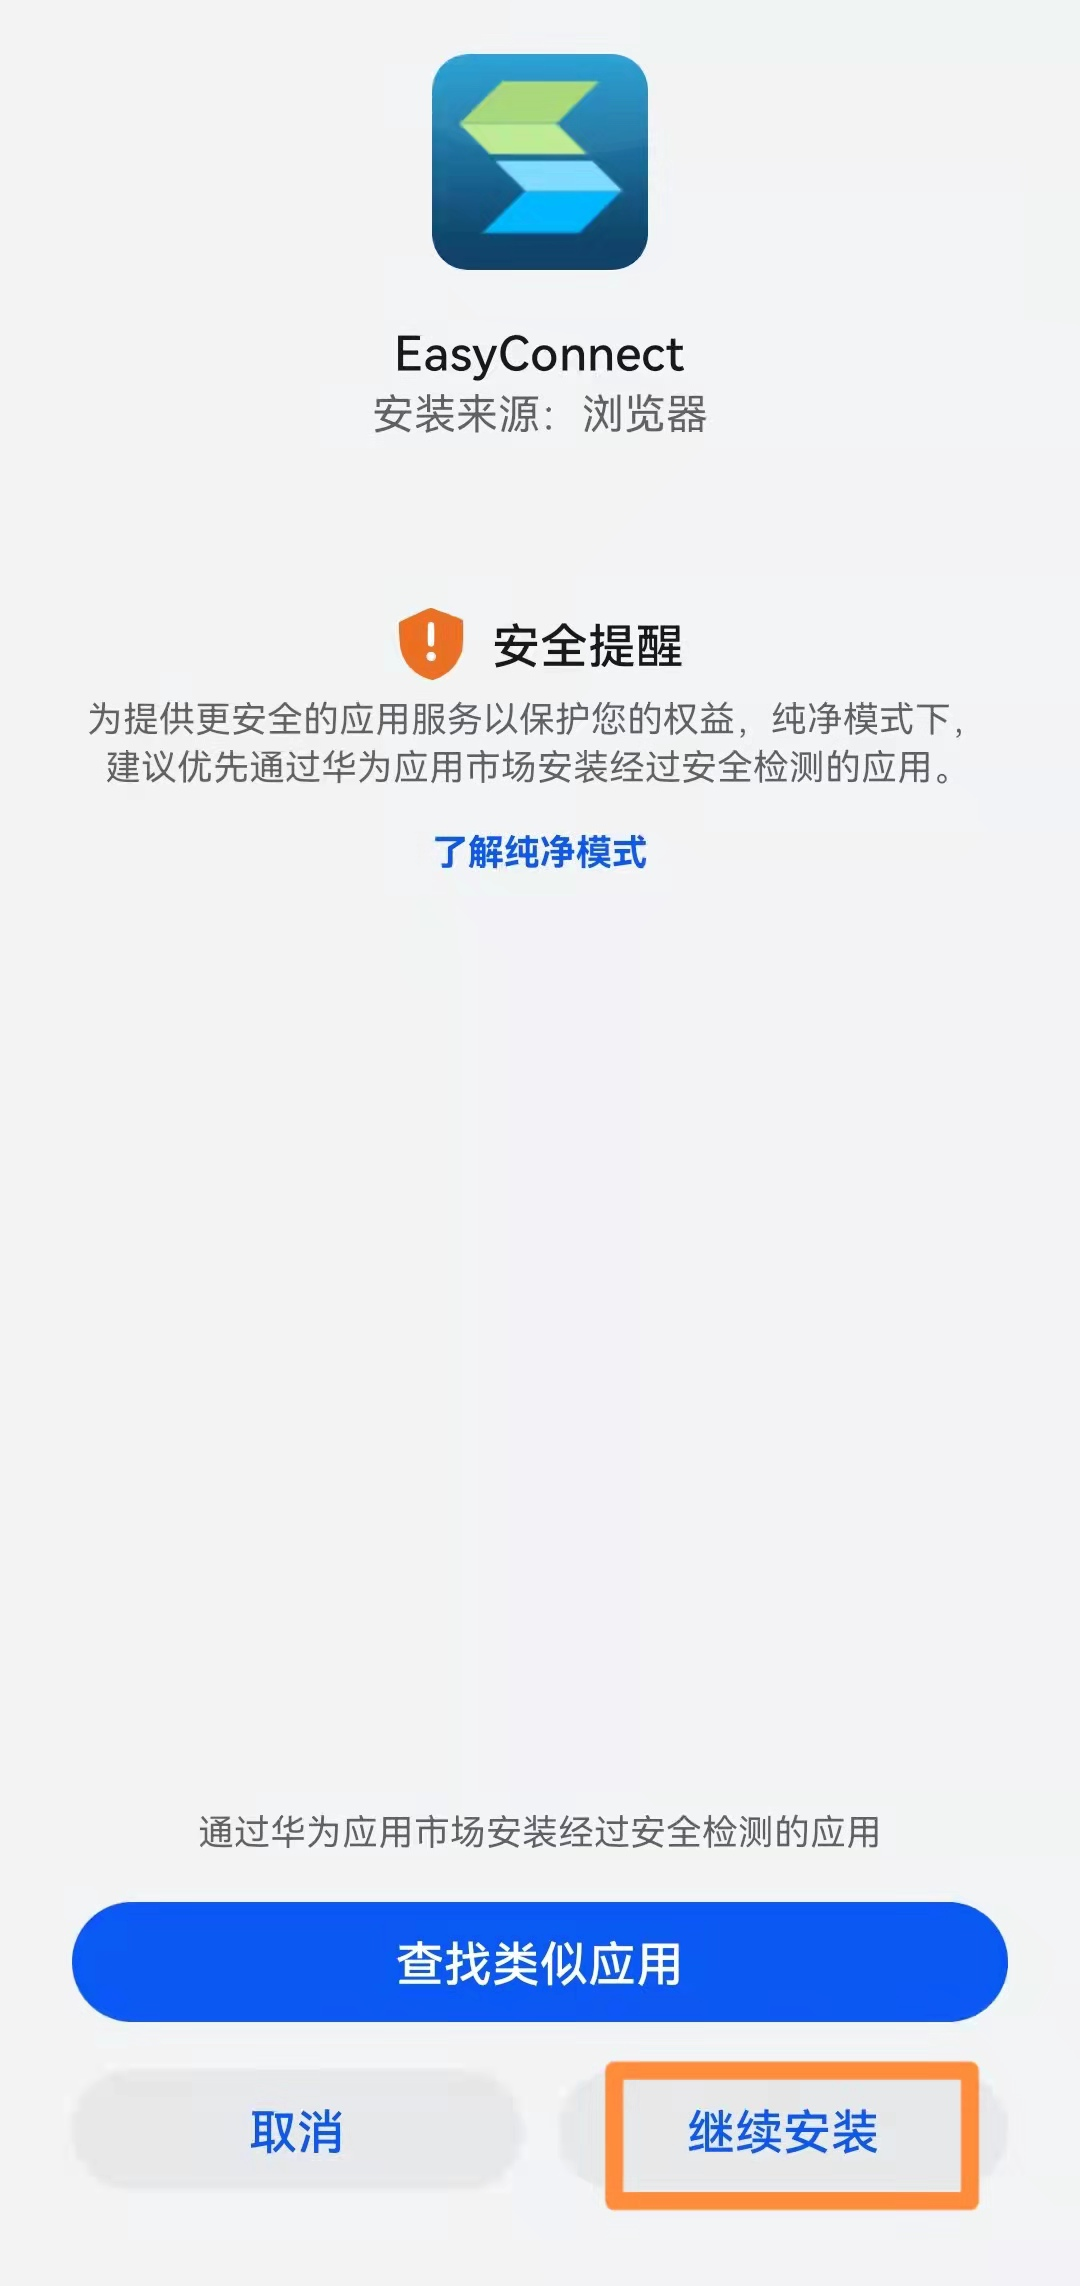 EasyConnect
安装来源：浏览器
安全提醒
为提供更安全的应用服务以保护您的权益，纯净模式下，
建议优先通过华为应用市场安装经过安全检测的应用。
了解纯净模式
通过华为应用市场安装经过安全检测的应用
查找类似应用
取消
继续安装